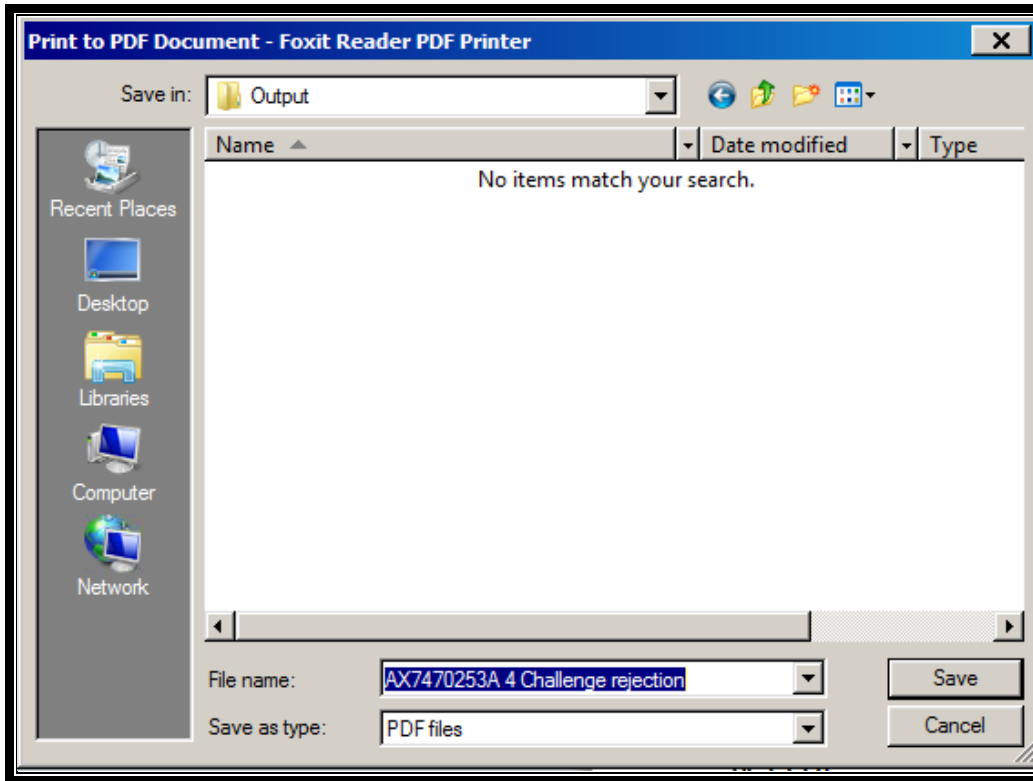 Print to PDF Document - Foxit Reader PDF Printer
Save in: Output
Name Date modified Type
No items match your search.
Recent Places
Desktop
Libraries
Computer
Network
File name: AX7470253A 4 Challenge rejection Save
Save as type: PDF files Cancel